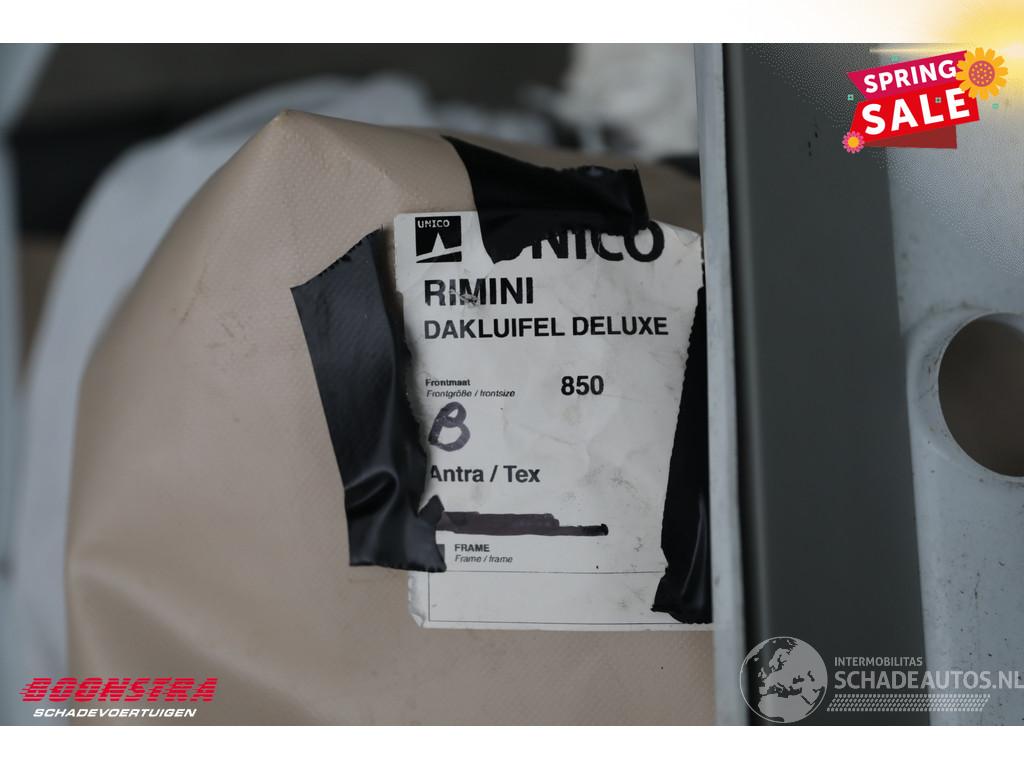 SPRING
SALE
UNICO
UNICO
RIMINI
DAKLUIFEL DELUXE
Frontmaat
Frontgröße / frontsize
850
B
Antra / Tex
FRAME
Frame / frame
BOONSTRA
SCHADEVOERTUIGEN
INTERMOBILITAS
SCHADEAUTOS.NL